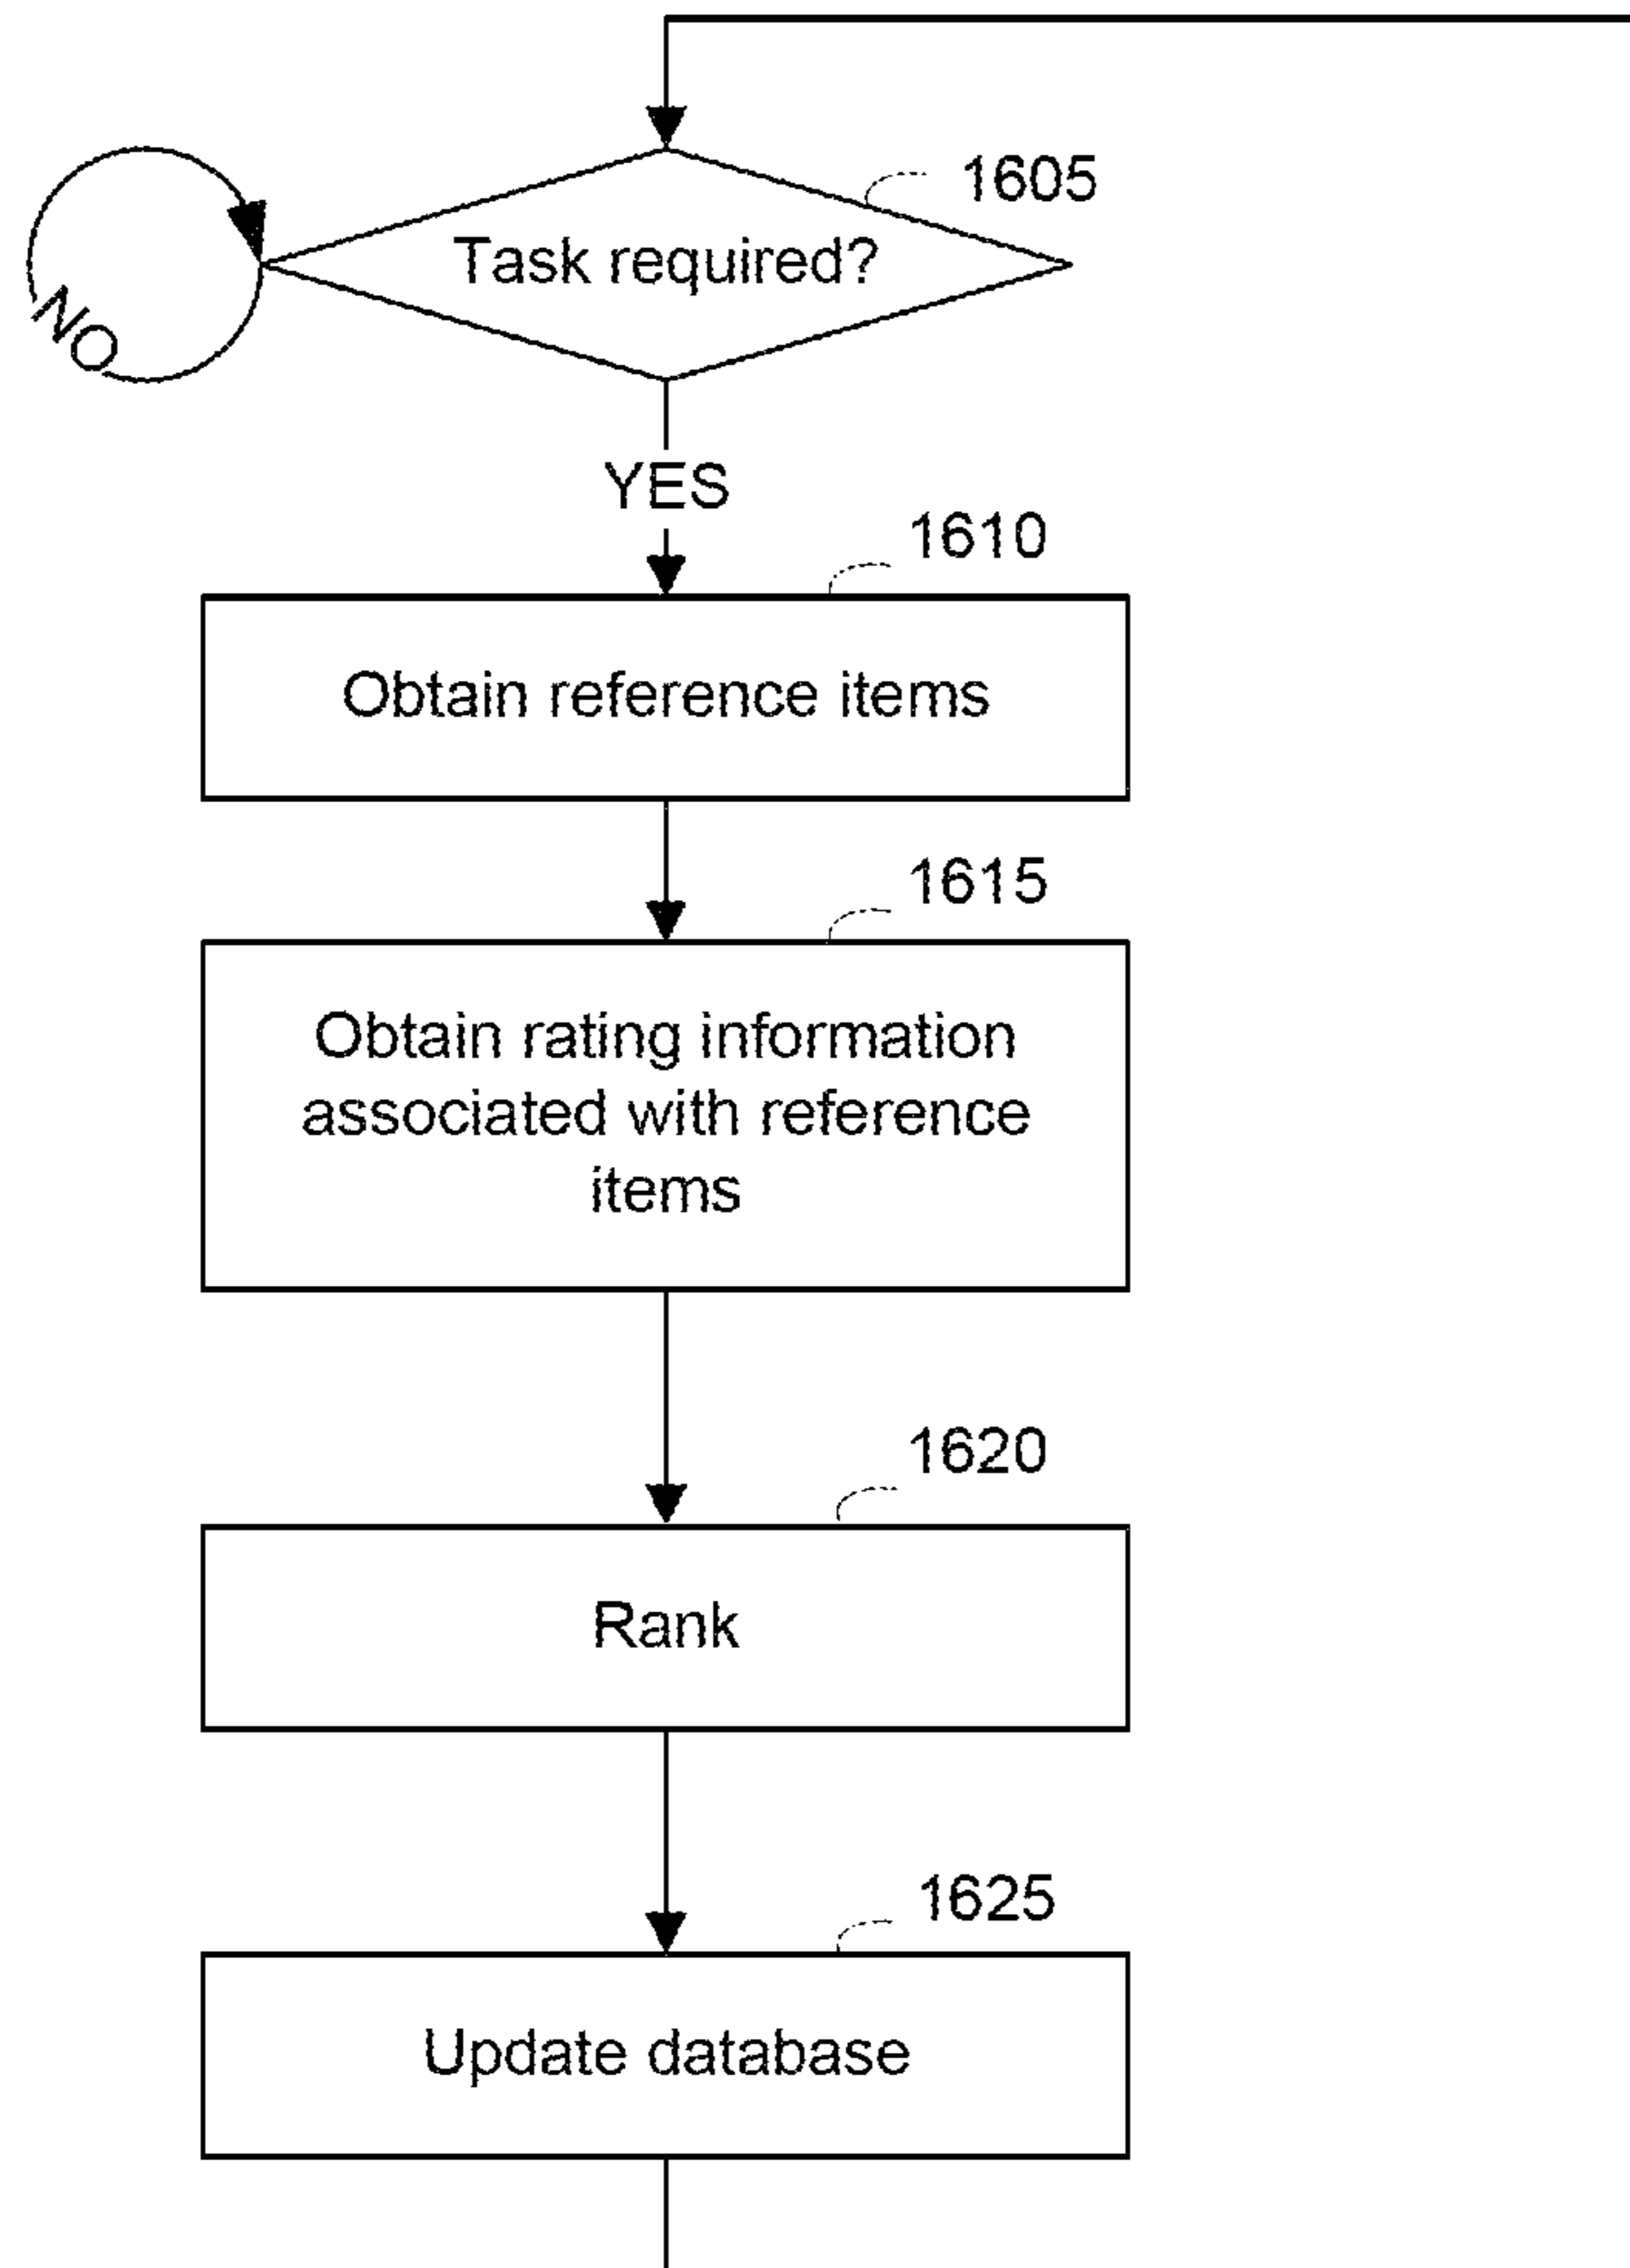 1605
Task required?
NO
YES
1610
Obtain reference items
1615
Obtain rating information
associated with reference
items
1620
Rank
1625
Update database